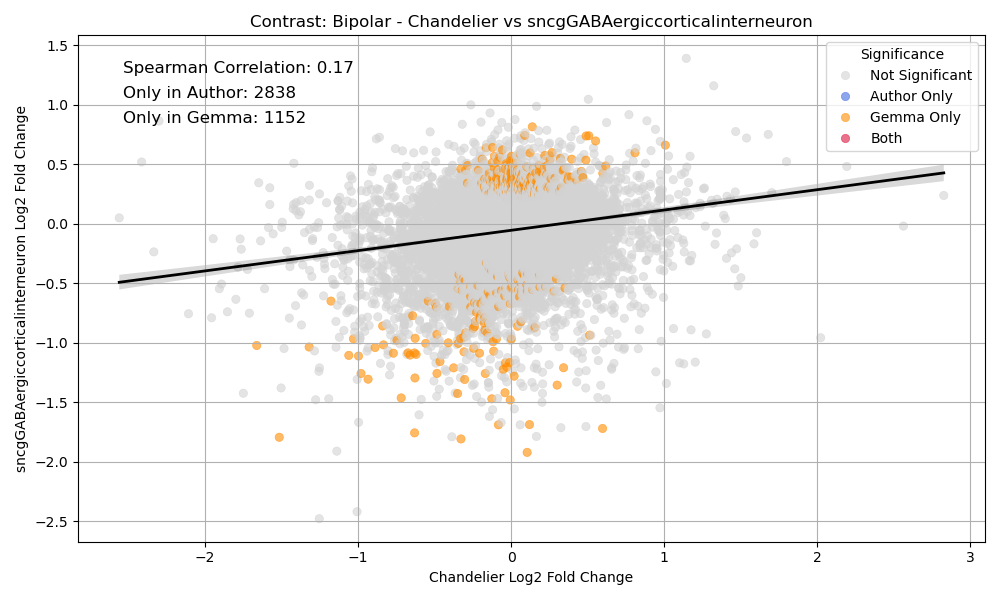 Contrast: Bipolar - Chandelier vs sncgGABAergiccorticalinterneuron
Spearman Correlation: 0.17
Only in Author: 2838
Only in Gemma: 1152
Significance
Not Significant
Author Only
Gemma Only
Both
sncgGABAergiccorticalinterneuron Log2 Fold Change
1.5
1.0
0.5
0.0
−0.5
−1.0
−1.5
−2.0
−2.5
−2
−1
0
1
2
3
Chandelier Log2 Fold Change